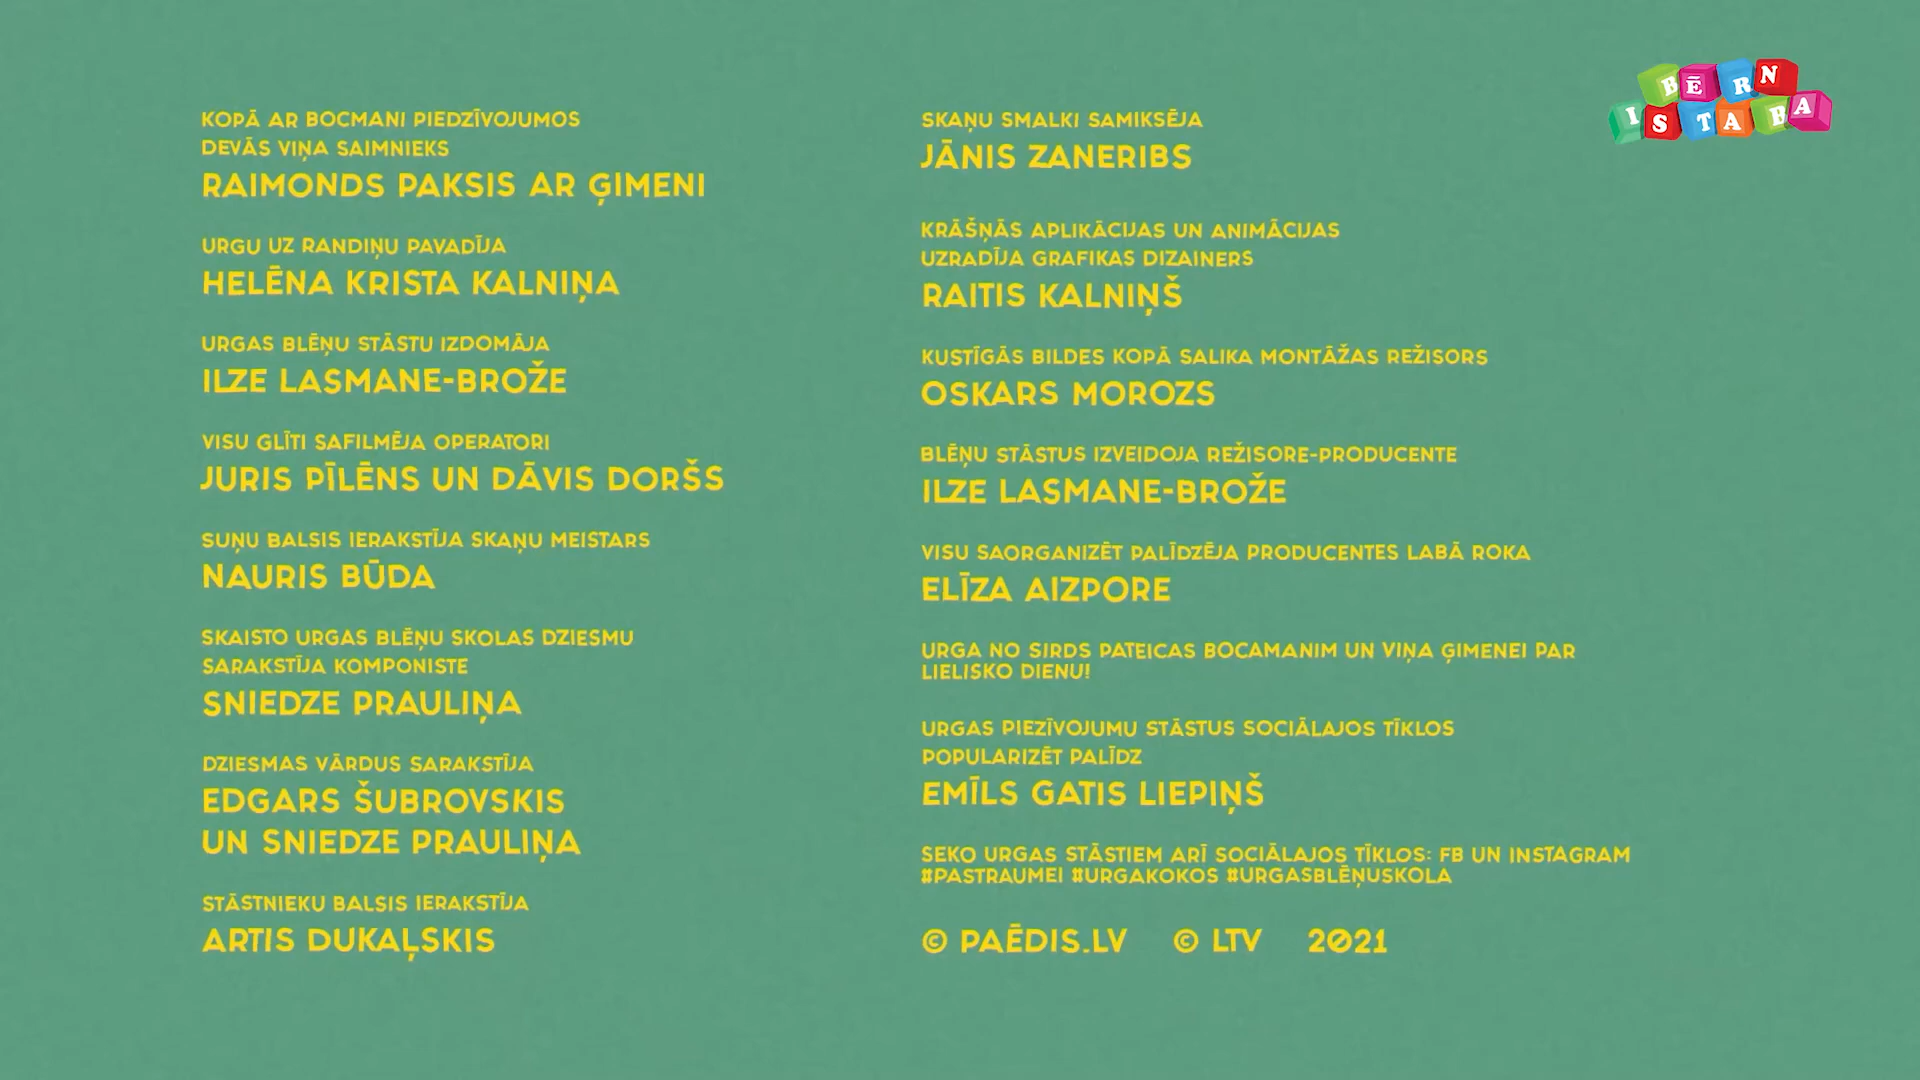 KOPĀ AR BOCMANI PIEDZĪVOJUMOS
DEVĀS VIŅA SAIMNIEKS
RAIMONDS PAKSIS AR ĢIMENI
URGU UZ RANDIŅU PAVADĪJA
HELĒNA KRISTA KALNIŅA
URGAS BLĒŅU STĀSTU IZDOMĀJA
ILZE LASMANE-BROŽE
VISU GLĪTI SAFILMĒJA OPERATORI
JURIS PĪLĒNS UN DĀVIS DORŠS
SUŅU BALSIS IERAKSTĪJA SKAŅU MEISTARS
NAURIS BŪDA
SKAISTO URGAS BLĒŅU SKOLAS DZIESMU
SARAKSTĪJA KOMPONISTE
SNIEDZE PRAULIŅA
DZIESMAS VĀRDUS SARAKSTĪJA
EDGARS ŠUBROVSKIS
UN SNIEDZE PRAULIŅA
STĀSTNIEKU BALSIS IERAKSTĪJA
ARTIS DUKAĻSKIS
SKAŅU SMALKI SAMIKSĒJA
JĀNIS ZANERIBS
KRĀŠŅĀS APLIKĀCIJAS UN ANIMĀCIJAS
UZRADĪJA GRAFIKAS DIZAINERS
RAITIS KALNIŅŠ
KUSTĪGĀS BILDES KOPĀ SALIKA MONTĀŽAS REŽISORS
OSKARS MOROZS
BLĒŅU STĀSTUS IZVEIDOJA REŽISORE-PRODUCENTE
ILZE LASMANE-BROŽE
VISU SAORGANIZĒT PALĪDZĒJA PRODUCENTES LABĀ ROKA
ELĪZA AIZPORE
URGA NO SIRDS PATEICAS BOCAMANIM UN VIŅA ĢIMENEI PAR
LIELISKO DIENU!
URGAS PIEZĪVOJUMU STĀSTUS SOCIĀLAJOS TĪKLOS
POPULARIZĒT PALĪDZ
EMĪLS GATIS LIEPIŅŠ
SEKO URGAS STĀSTIEM ARĪ SOCIĀLAJOS TĪKLOS: FB UN INSTAGRAM
#PASTRAUMEI #URGAKOKOS #URGASBLĒŅUSKOLA
© PAĒDIS.LV © LTV 2021
BĒRN
ISTABA